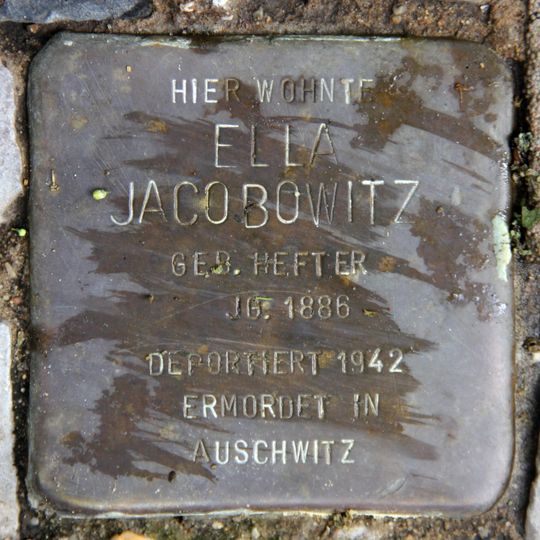 HIER WOHNTE
ELLA
JACOBOWITZ
GEB. HEFTER
JG. 1886
DEPORTIERT 1942
ERMORDET IN
AUSCHWITZ